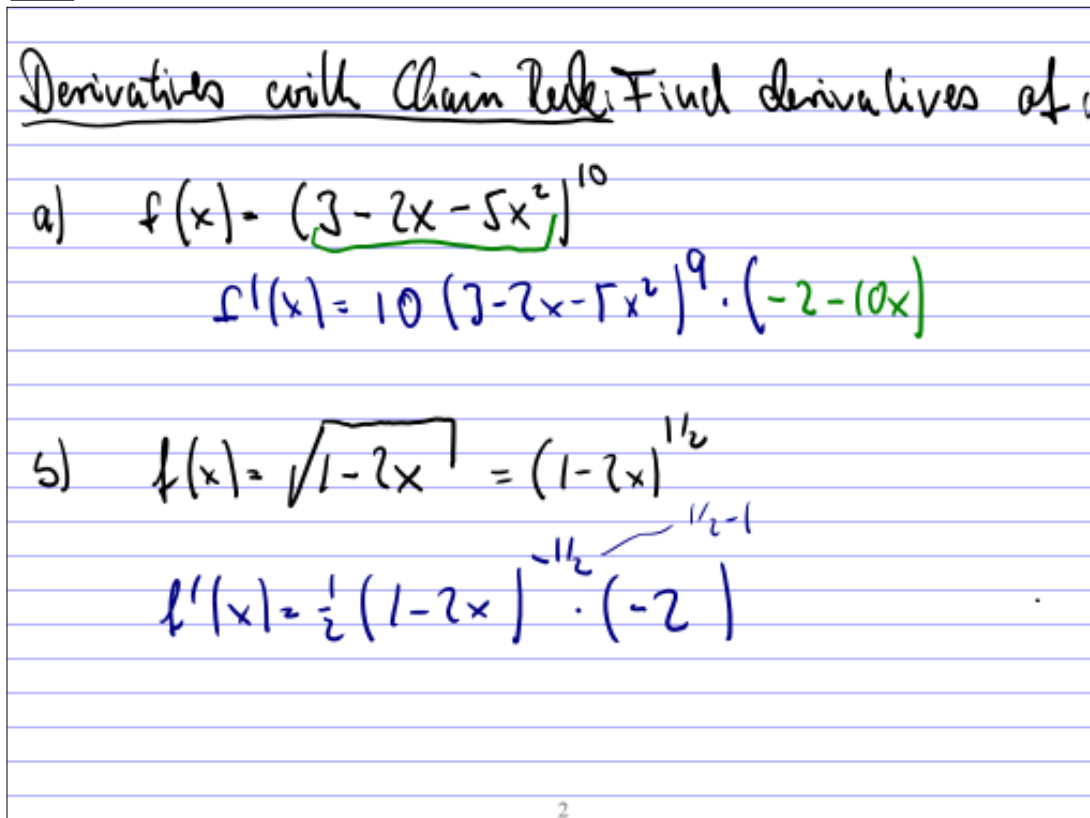 Derivatives with Chain Rule: Find derivatives of
a) f(x) = (3 - 2x - 5x²)¹⁰
f'(x) = 10 (3 - 2x - 5x²)⁹ · (-2 - 10x)
b) f(x) = √(1 - 2x) = (1 - 2x)^(1/2)
1/2 - 1
f'(x) = 1/2 (1 - 2x)^(-1/2) · (-2)
2